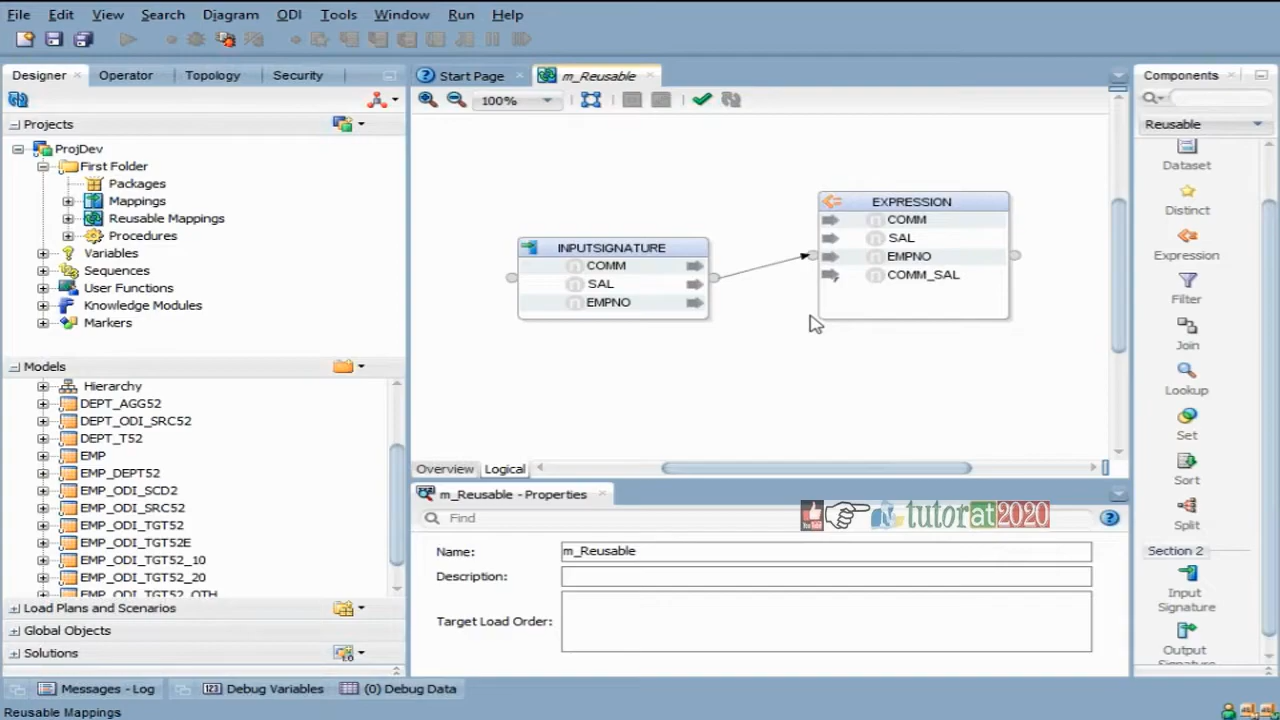 File Edit View Search Diagram ODI Tools Window Run Help
Designer Operator Topology Security
Start Page m_Reusable
Components
100%
Reusable
Projects
ProjDev
First Folder
Packages
Mappings
Reusable Mappings
Procedures
Variables
Sequences
User Functions
Knowledge Modules
Markers
Models
Hierarchy
DEPT_AGG52
DEPT_ODI_SRC52
DEPT_T52
EMP
EMP_DEPT52
EMP_ODI_SCD2
EMP_ODI_SRC52
EMP_ODI_TGT52
EMP_ODI_TGT52E
EMP_ODI_TGT52_10
EMP_ODI_TGT52_20
EMP_ODI_TGT52_OTH
Load Plans and Scenarios
Global Objects
Solutions
INPUTSIGNATURE
COMM
SAL
EMPNO
EXPRESSION
COMM
SAL
EMPNO
COMM_SAL
Overview Logical
m_Reusable - Properties
Find
tutorat2020
Name: m_Reusable
Description:
Target Load Order:
Dataset
Distinct
Expression
Filter
Join
Lookup
Set
Sort
Split
Section 2
Input
Signature
Output
Signature
Messages - Log Debug Variables (0) Debug Data
Reusable Mappings